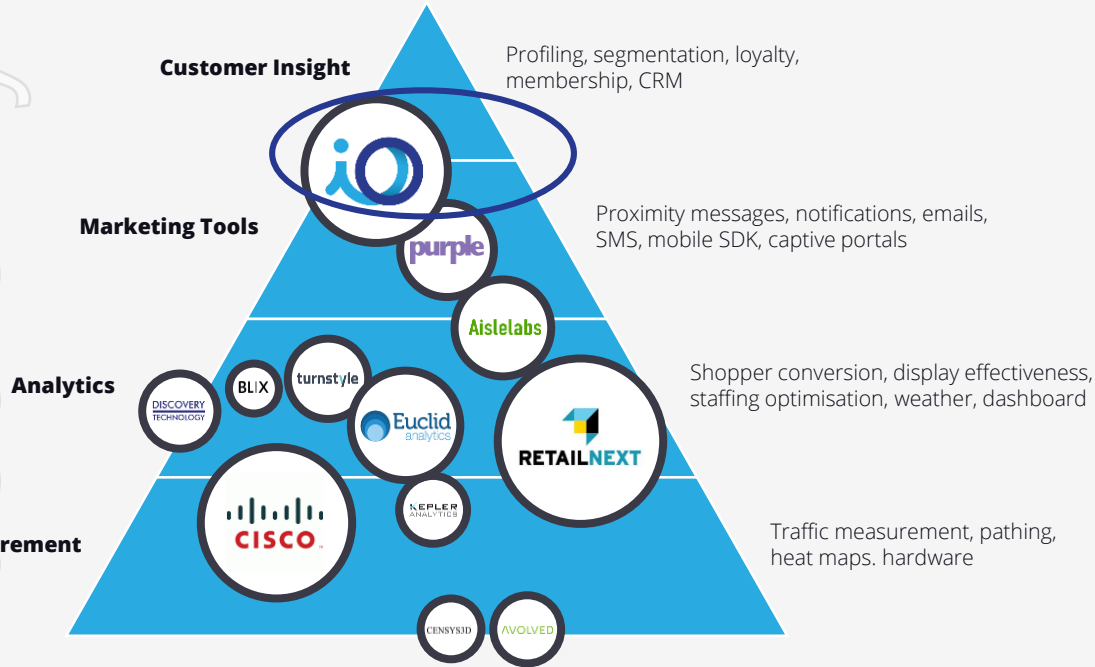 Customer Insight
Profiling, segmentation, loyalty,
membership, CRM
iO
Marketing Tools
Proximity messages, notifications, emails,
SMS, mobile SDK, captive portals
purple
Aislelabs
Analytics
Shopper conversion, display effectiveness,
staffing optimisation, weather, dashboard
DISCOVERY
TECHNOLOGY
BLIX
turnstyle
Euclid
analytics
RETAILNEXT
CISCO
KEPLER
ANALYTICS
rement
Traffic measurement, pathing,
heat maps. hardware
CENSYS3D
AVOLVED